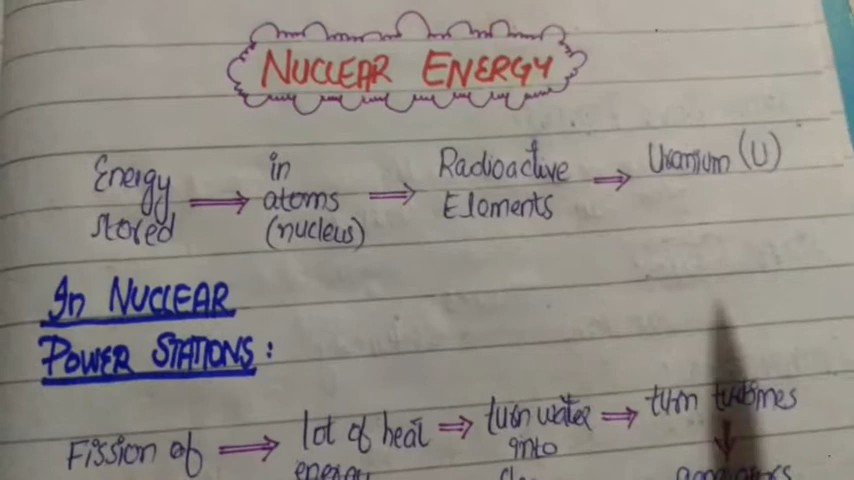 NUCLEAR ENERGY
Energy stored ⇒ in atoms (nucleus) ⇒ Radioactive Elements ⇒ Uranium (U)
In NUCLEAR
POWER STATIONS:
Fission of ⇒ lot of heat energy ⇒ turn water into ⇒ turn turbines